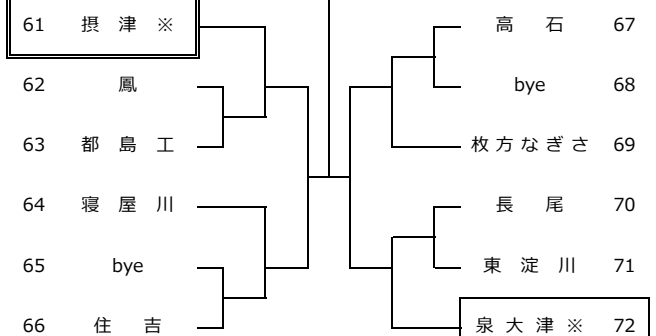 61 摂津 ※
62 鳳
63 都島工
64 寝屋川
65 bye
66 住吉
高石 67
bye 68
枚方なぎさ 69
長尾 70
東淀川 71
泉大津 ※ 72